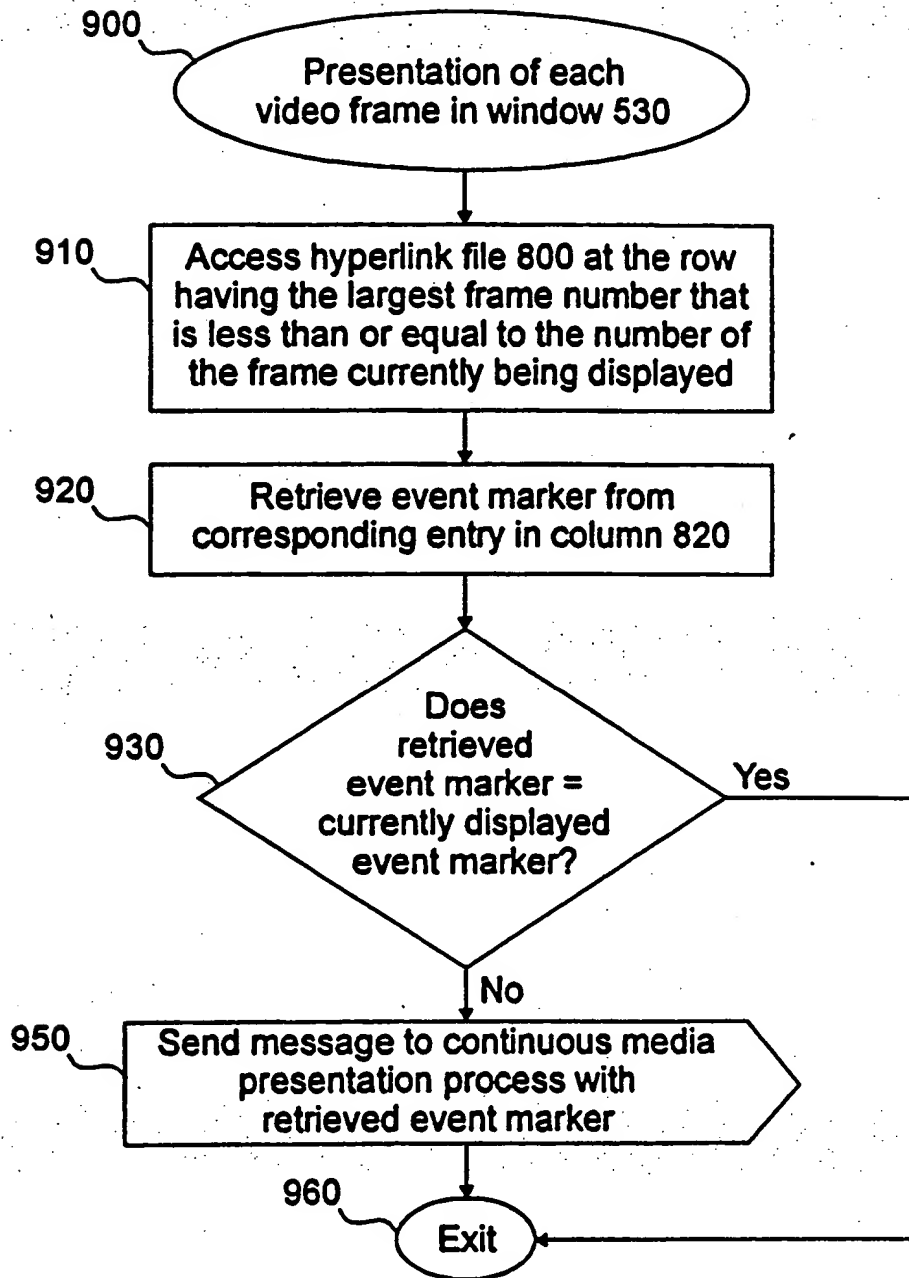 900
Presentation of each
video frame in window 530
910
Access hyperlink file 800 at the row
having the largest frame number that
is less than or equal to the number of
the frame currently being displayed
920
Retrieve event marker from
corresponding entry in column 820
930
Does
retrieved
event marker =
currently displayed
event marker?
Yes
No
950
Send message to continuous media
presentation process with
retrieved event marker
960
Exit